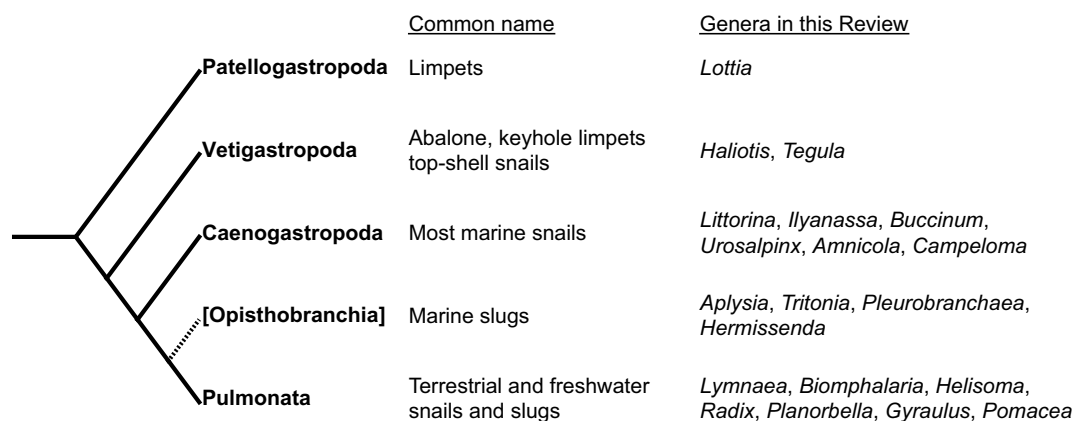 Common name Genera in this Review
Patellogastropoda Limpets Lottia
Vetigastropoda Abalone, keyhole limpets Haliotis, Tegula
top-shell snails
Caenogastropoda Most marine snails Littorina, Ilyanassa, Buccinum,
Urosalpinx, Amnicola, Campeloma
[Opisthobranchia] Marine slugs Aplysia, Tritonia, Pleurobranchaea,
Hermissenda
Pulmonata Terrestrial and freshwater Lymnaea, Biomphalaria, Helisoma,
snails and slugs Radix, Planorbella, Gyraulus, Pomacea